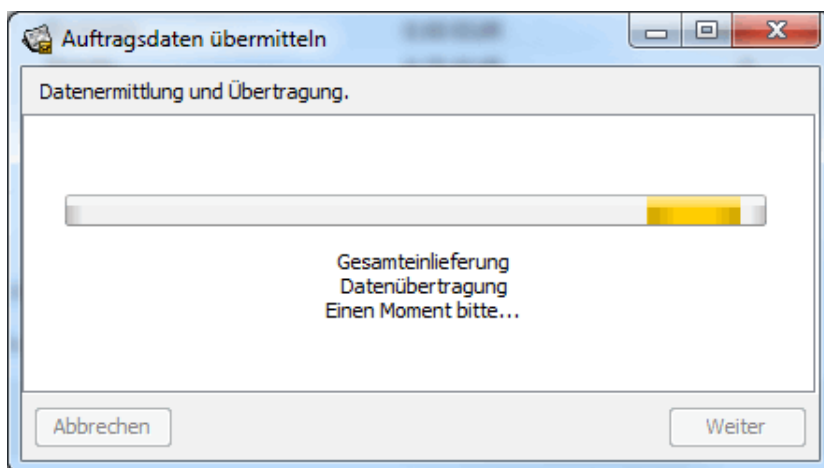 Auftragsdaten übermitteln
Datenermittlung und Übertragung.
Gesamteinlieferung
Datenübertragung
Einen Moment bitte...
Abbrechen
Weiter